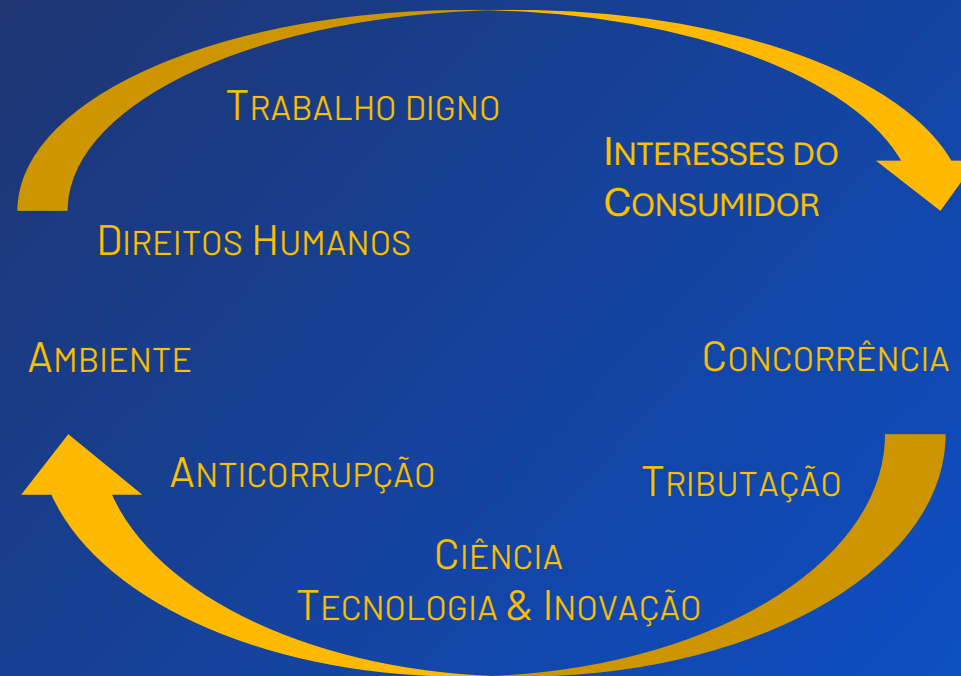 TRABALHO DIGNO
INTERESSES DO
CONSUMIDOR
DIREITOS HUMANOS
AMBIENTE
CONCORRÊNCIA
ANTICORRUPÇÃO
TRIBUTAÇÃO
CIÊNCIA
TECNOLOGIA & INOVAÇÃO